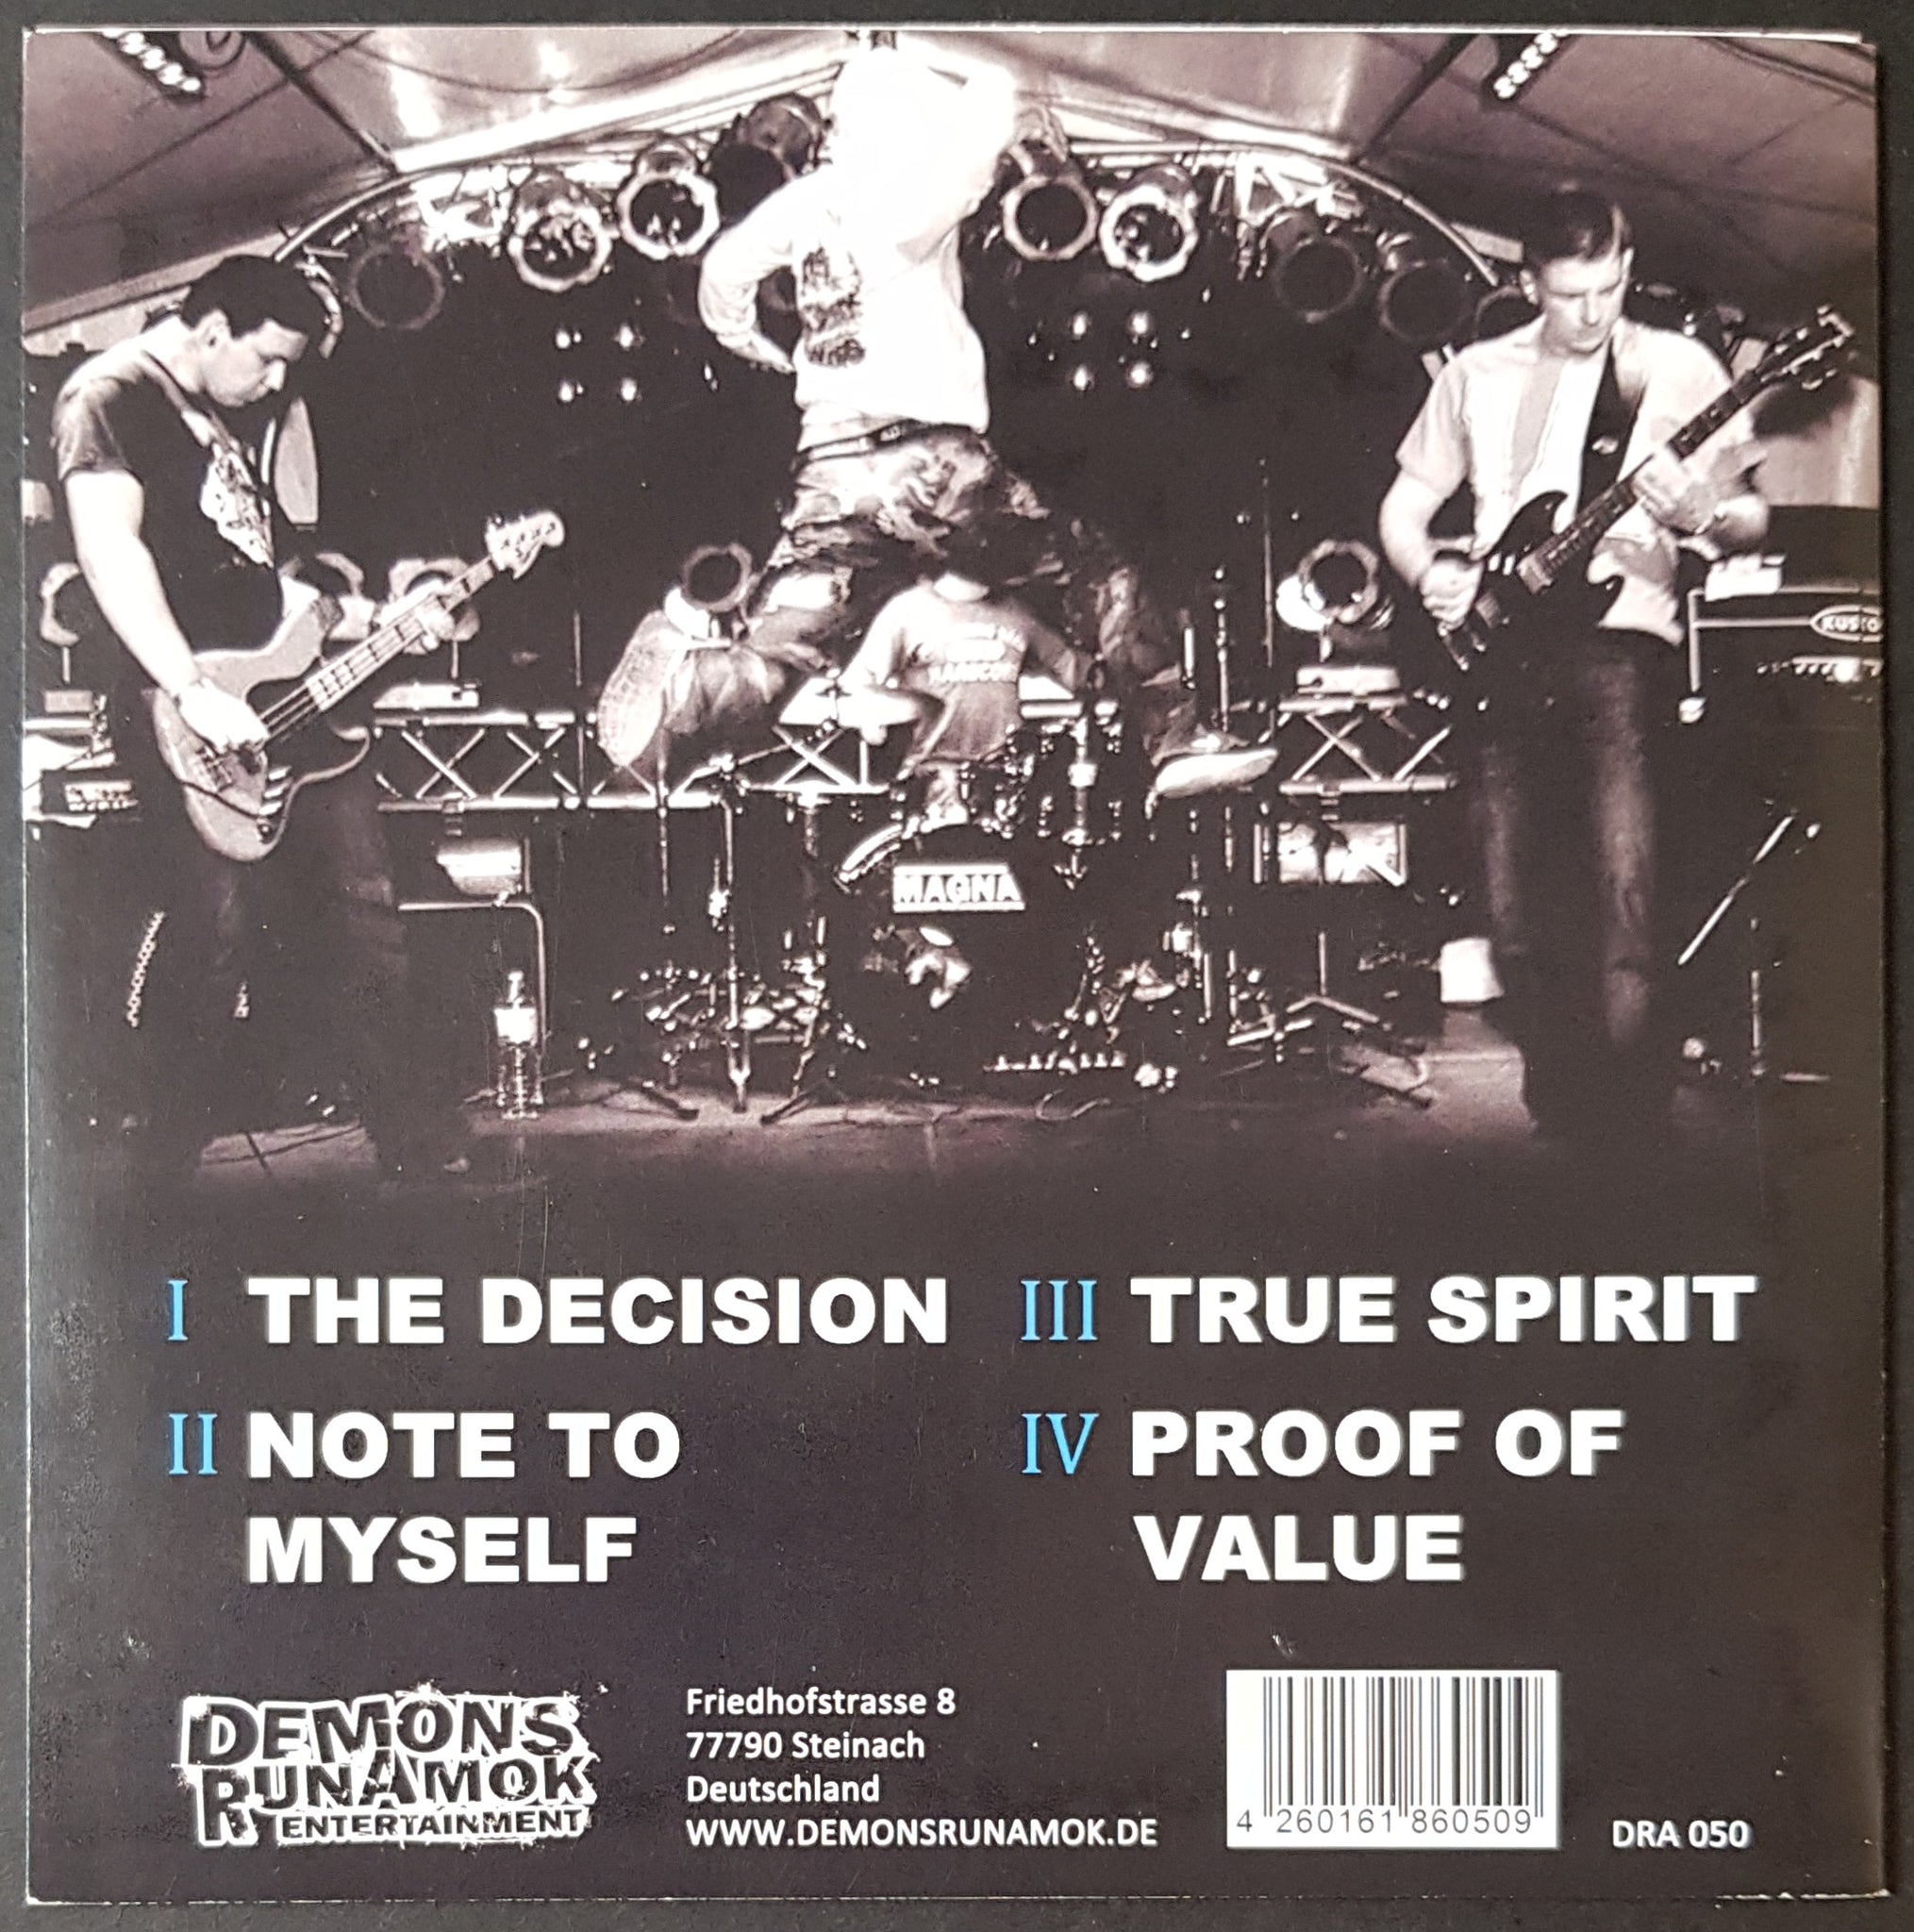 MAGNA
I THE DECISION
II NOTE TO
MYSELF
III TRUE SPIRIT
IV PROOF OF
VALUE
DEMONS
RUNAMOK
ENTERTAINMENT
Friedhofstrasse 8
77790 Steinach
Deutschland
WWW.DEMONSRUNAMOK.DE
4 260161 860509
DRA 050